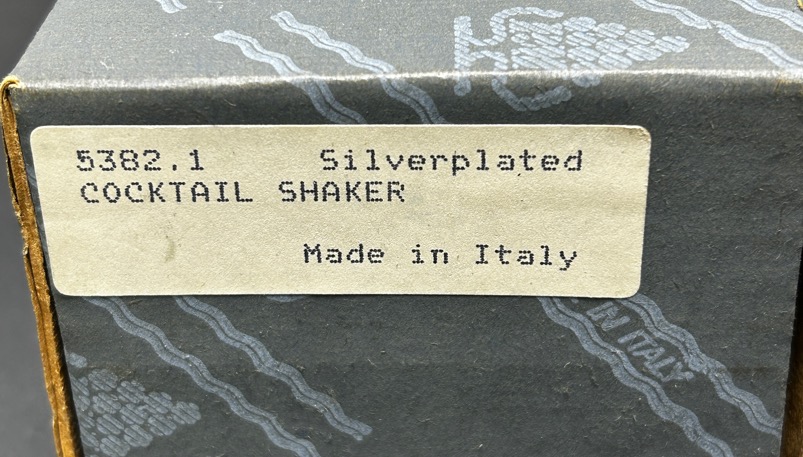 5382.1 Silverplated
COCKTAIL SHAKER
Made in Italy
IN ITALY